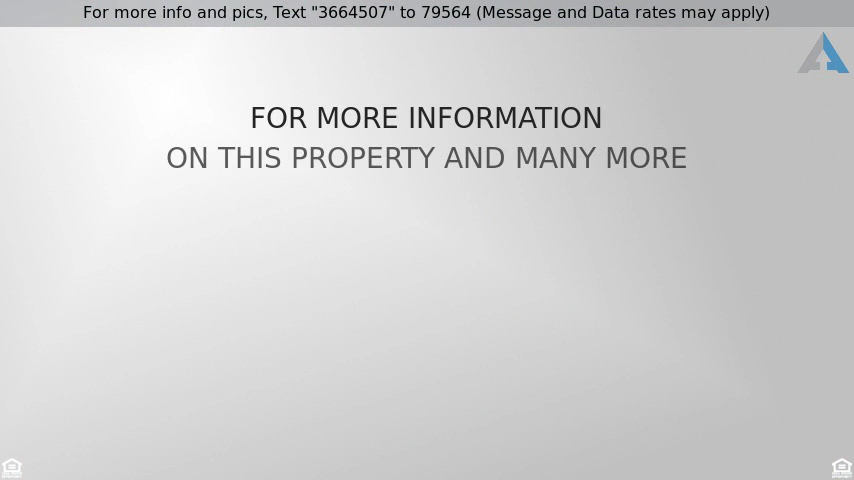 For more info and pics, Text "3664507" to 79564 (Message and Data rates may apply)
FOR MORE INFORMATION
ON THIS PROPERTY AND MANY MORE